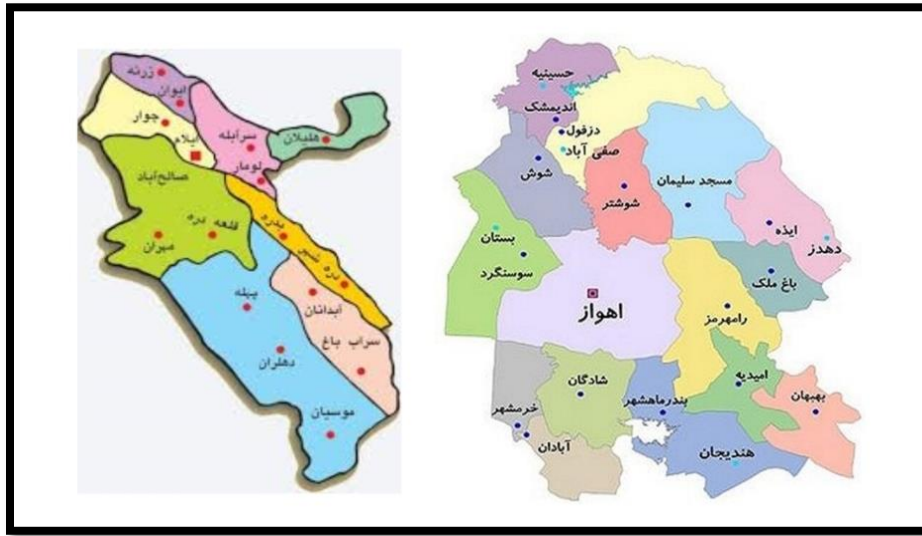 زرنه
ایوان
چوار
ایلام
سرابله
هلیلان
لومار
صالح‌آباد
قلعه دره
مهران
بدره
دره شهر
پهله
آبدانان
سراب باغ
دهلران
موسیان
حسینیه
اندیمشک
دزفول
صفی آباد
شوش
شوشتر
مسجد سلیمان
ایذه
دهدز
بستان
سوسنگرد
باغ ملک
اهواز
رامهرمز
امیدیه
شادگان
بندرماهشهر
بهبهان
خرمشهر
آبادان
هندیجان